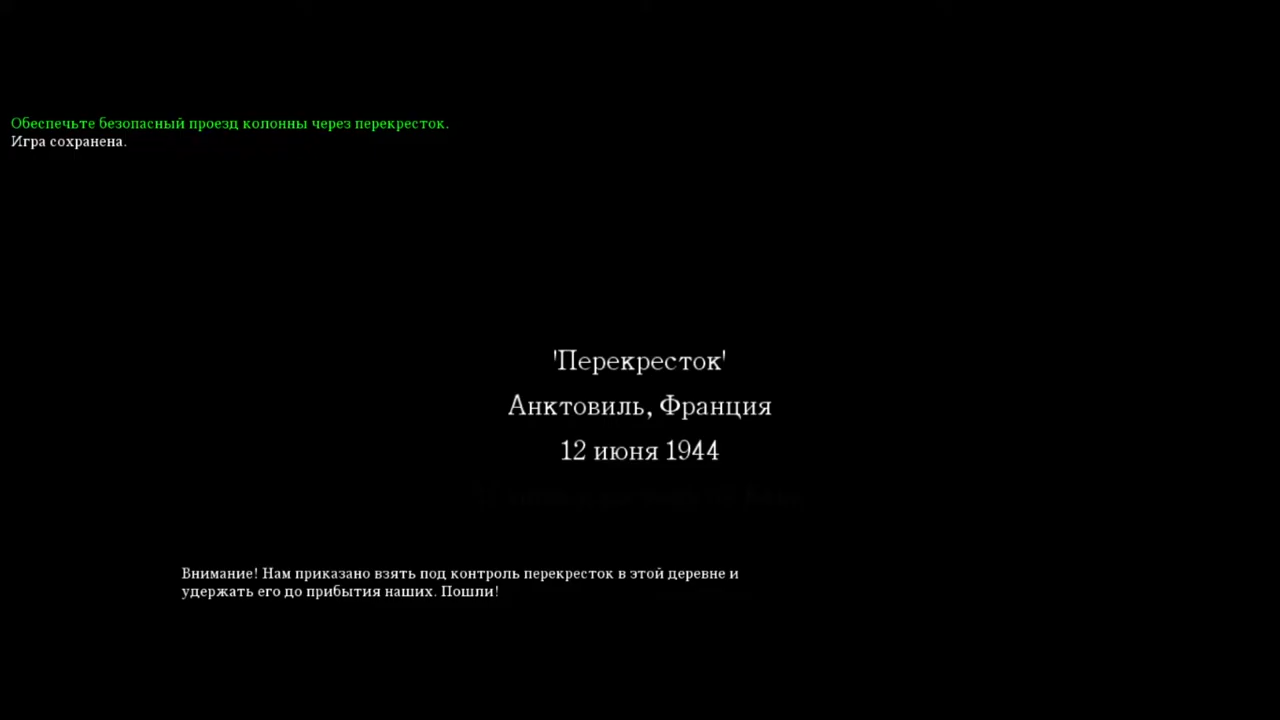 Обеспечьте безопасный проезд колонны через перекресток.
Игра сохранена.
'Перекресток'
Анктовиль, Франция
12 июня 1944
Внимание! Нам приказано взять под контроль перекресток в этой деревне и
удержать его до прибытия наших. Пошли!